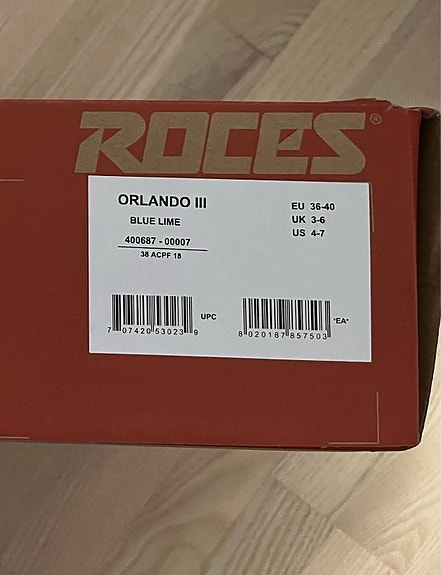 ROCES®
ORLANDO III
BLUE LIME
400687 - 00007
38 ACPF 18
EU 36-40
UK 3-6
US 4-7
7 07420 53023 9
UPC
8 020187 857503
"EA"